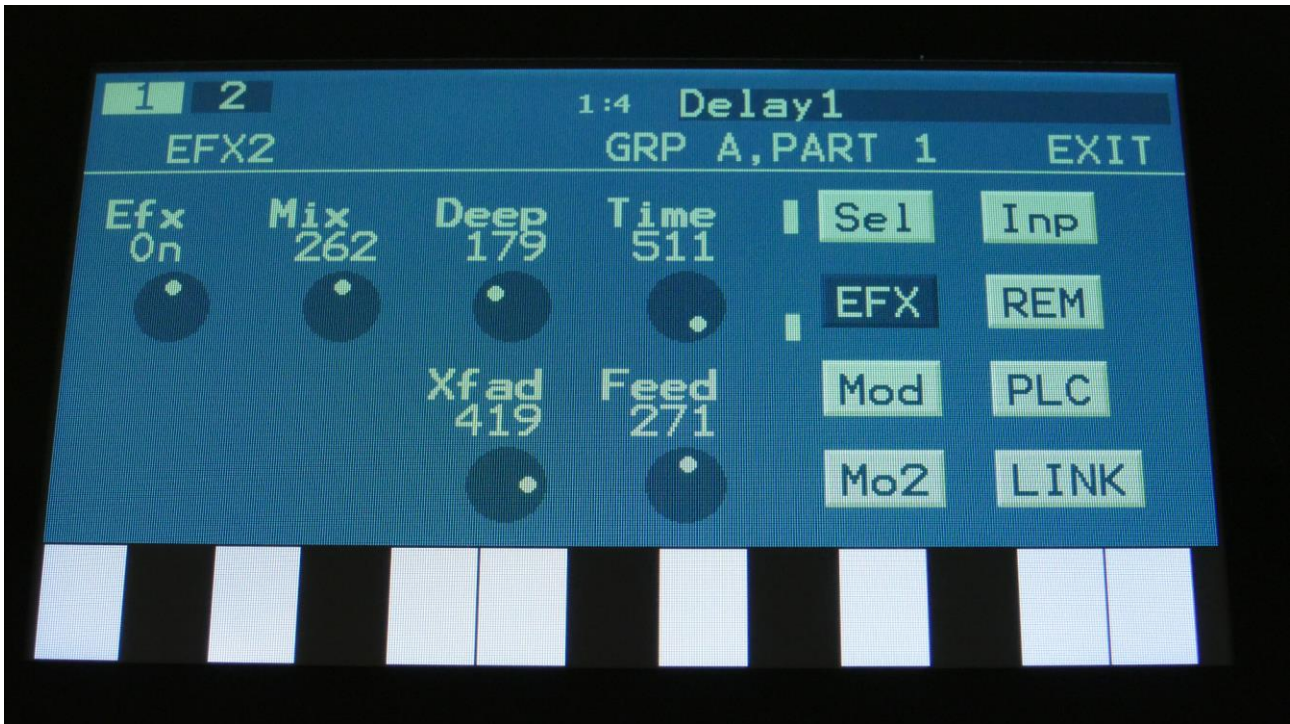 1 2 1:4 Delay1
EFX2 GRP A,PART 1 EXIT
Efx Mix Deep Time Sel Inp
On 262 179 511
EFX REM
Xfad Feed Mod PLC
419 271
Mo2 LINK